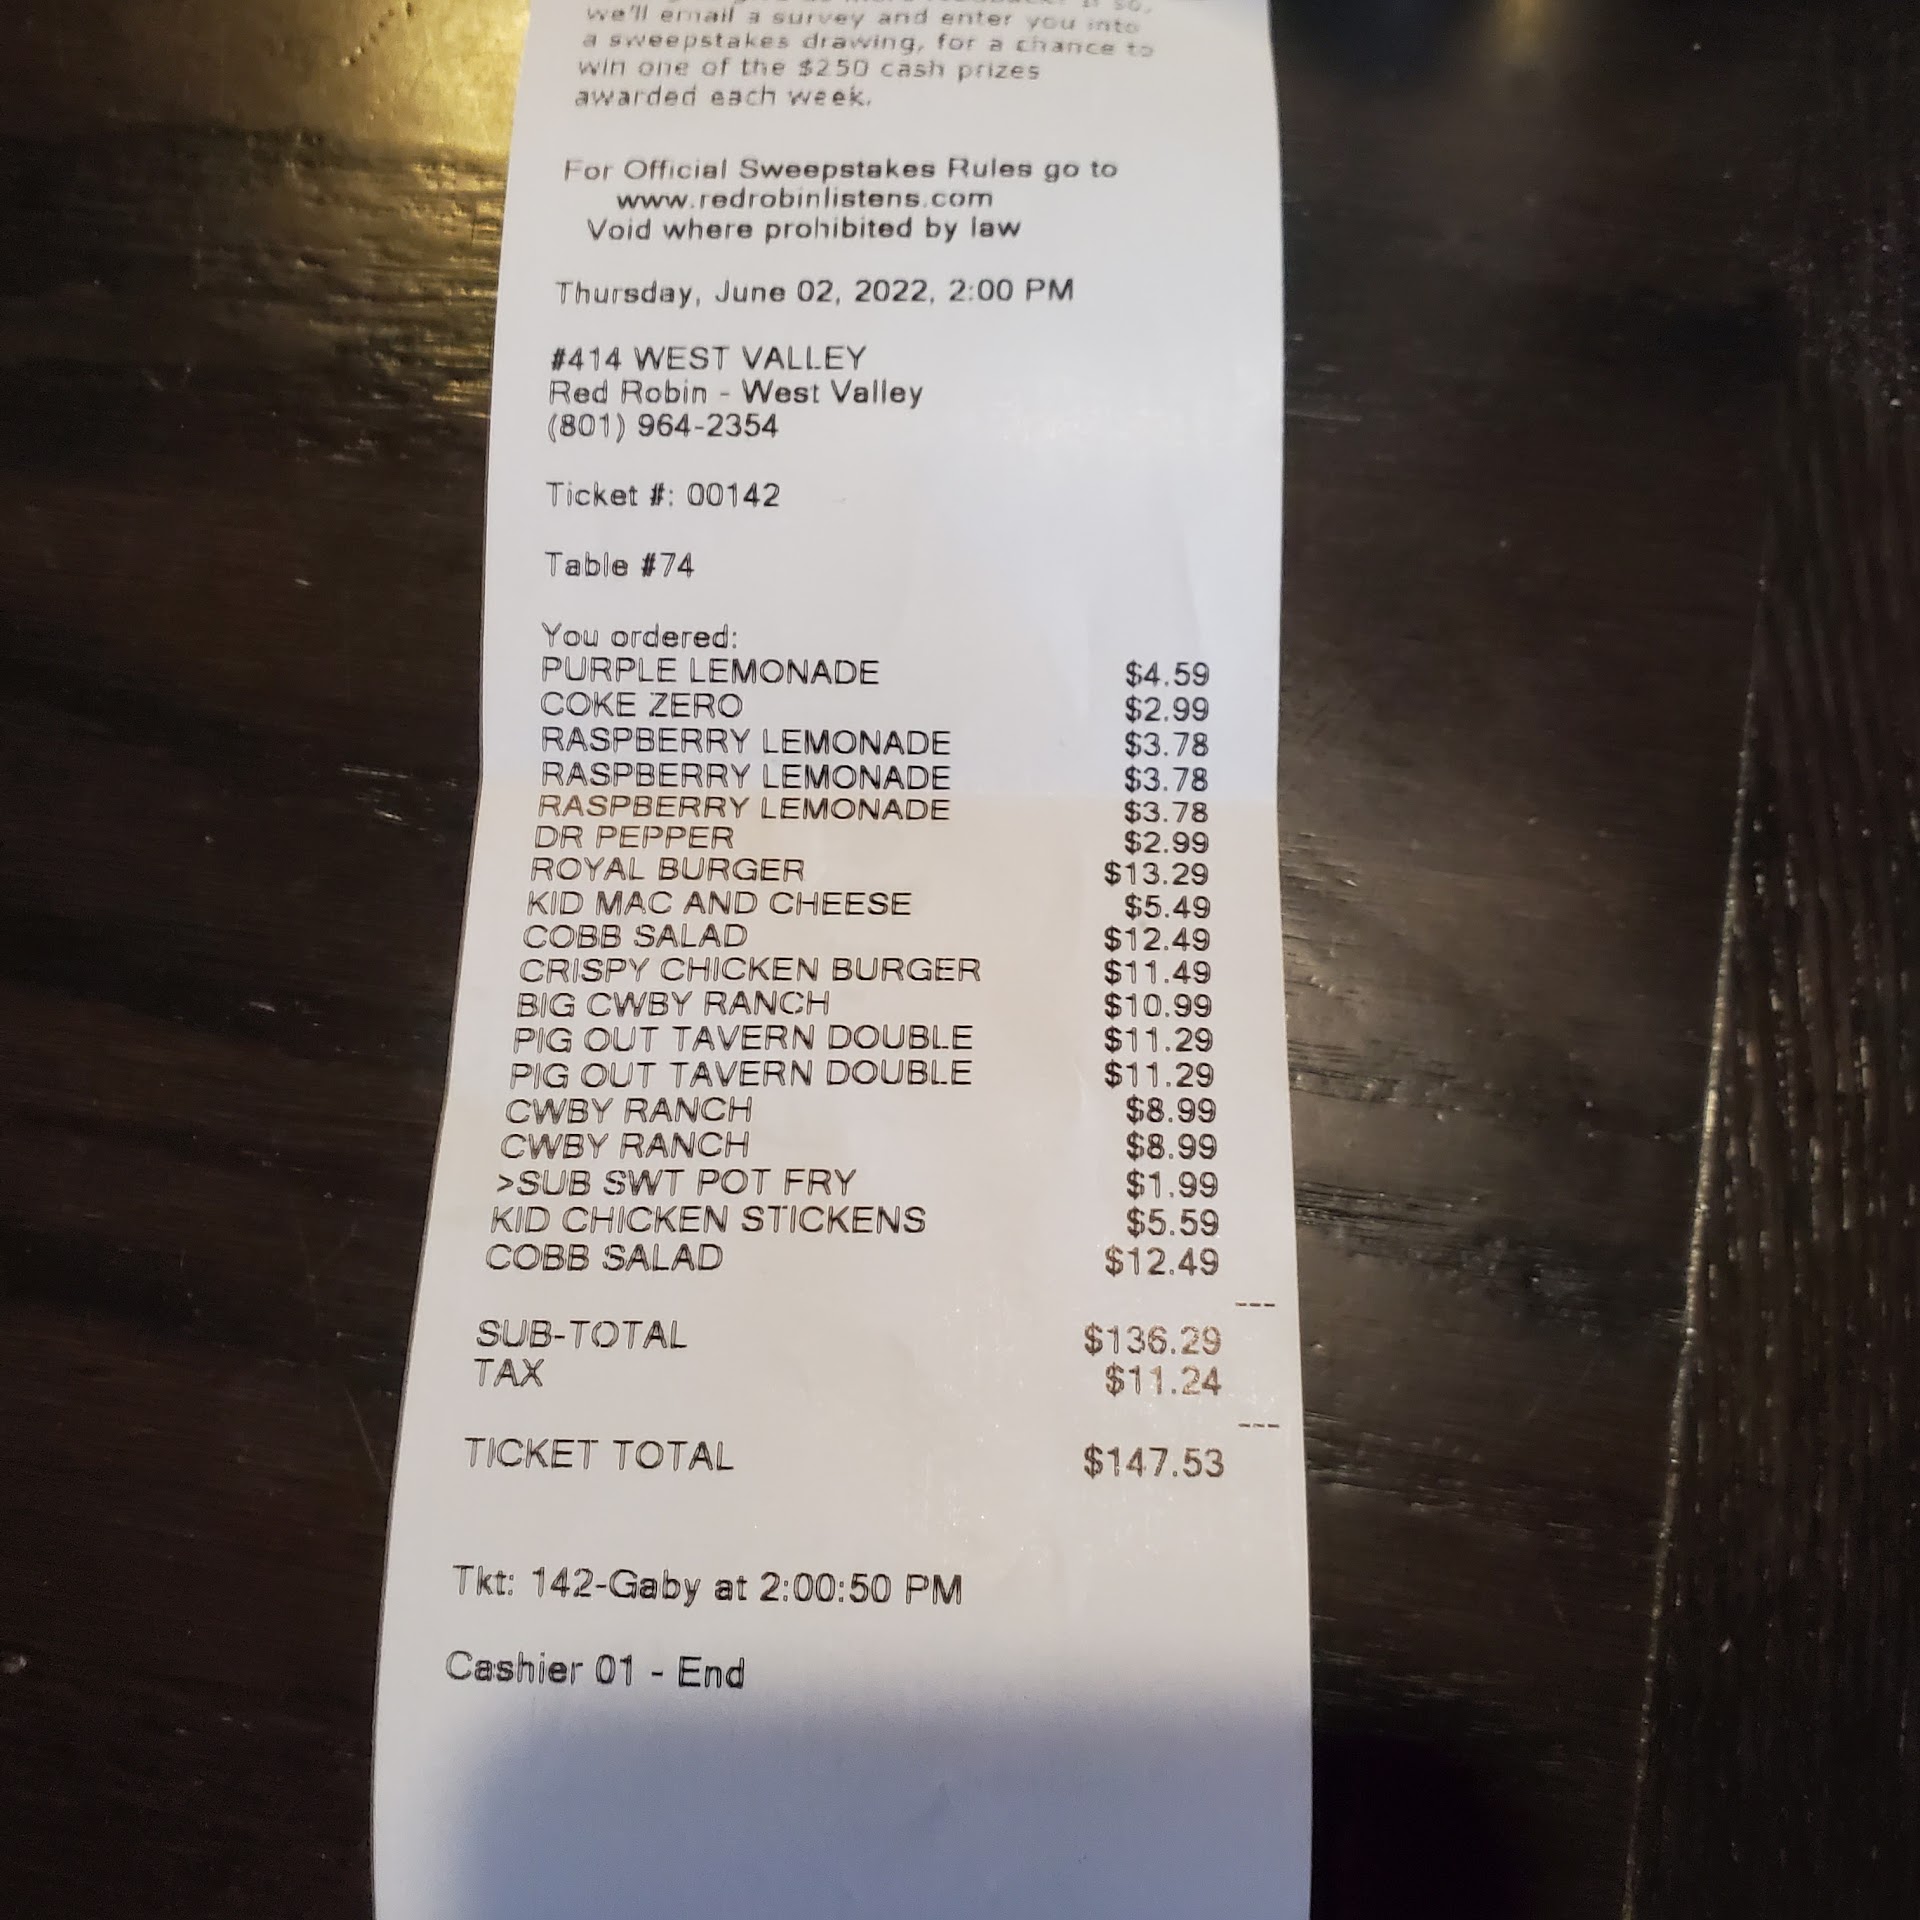 we'll email a survey and enter you into
a sweepstakes drawing, for a chance to
win one of the $250 cash prizes
awarded each week.
For Official Sweepstakes Rules go to
www.redrobinlistens.com
Void where prohibited by law
Thursday, June 02, 2022, 2:00 PM
#414 WEST VALLEY
Red Robin - West Valley
(801) 964-2354
Ticket #: 00142
Table #74
You ordered:
PURPLE LEMONADE $4.59
COKE ZERO $2.99
RASPBERRY LEMONADE $3.78
RASPBERRY LEMONADE $3.78
RASPBERRY LEMONADE $3.78
DR PEPPER $2.99
ROYAL BURGER $13.29
KID MAC AND CHEESE $5.49
COBB SALAD $12.49
CRISPY CHICKEN BURGER $11.49
BIG CWBY RANCH $10.99
PIG OUT TAVERN DOUBLE $11.29
PIG OUT TAVERN DOUBLE $11.29
CWBY RANCH $8.99
CWBY RANCH $8.99
>SUB SWT POT FRY $1.99
KID CHICKEN STICKENS $5.59
COBB SALAD $12.49
---
SUB-TOTAL $136.29
TAX $11.24
---
TICKET TOTAL $147.53
Tkt: 142-Gaby at 2:00:50 PM
Cashier 01 - End